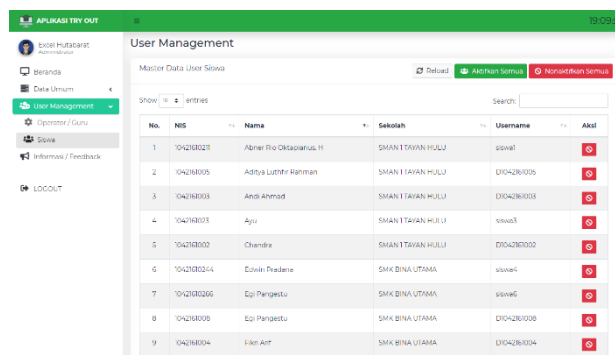 APLIKASI TRY OUT
19:09:
Excel Hutabarat
Administrator
Beranda
Data Umum
User Management
Operator / Guru
Siswa
Informasi / Feedback
LOGOUT
User Management
Master Data User Siswa
Reload
Aktifkan Semua
Nonaktifkan Semua
Show 10 entries
Search:
No. NIS Nama Sekolah Username Aksi
1 10421610211 Abner Rio Oktapianus. H SMAN 1 TAYAN HULU siswa1
2 1042161005 Aditya Luthfir Rahman SMAN 1 TAYAN HULU D1042161005
3 1042161003 Andi Ahmad SMAN 1 TAYAN HULU D1042161003
4 1042161023 Ayu SMAN 1 TAYAN HULU siswa3
5 1042161002 Chandra SMAN 1 TAYAN HULU D1042161002
6 10421610244 Edwin Pradana SMK BINA UTAMA siswa4
7 10421610266 Egi Pangestu SMK BINA UTAMA siswa6
8 1042161008 Egi Pangestu SMK BINA UTAMA D1042161008
9 1042161004 Fikri Arif SMK BINA UTAMA D1042161004